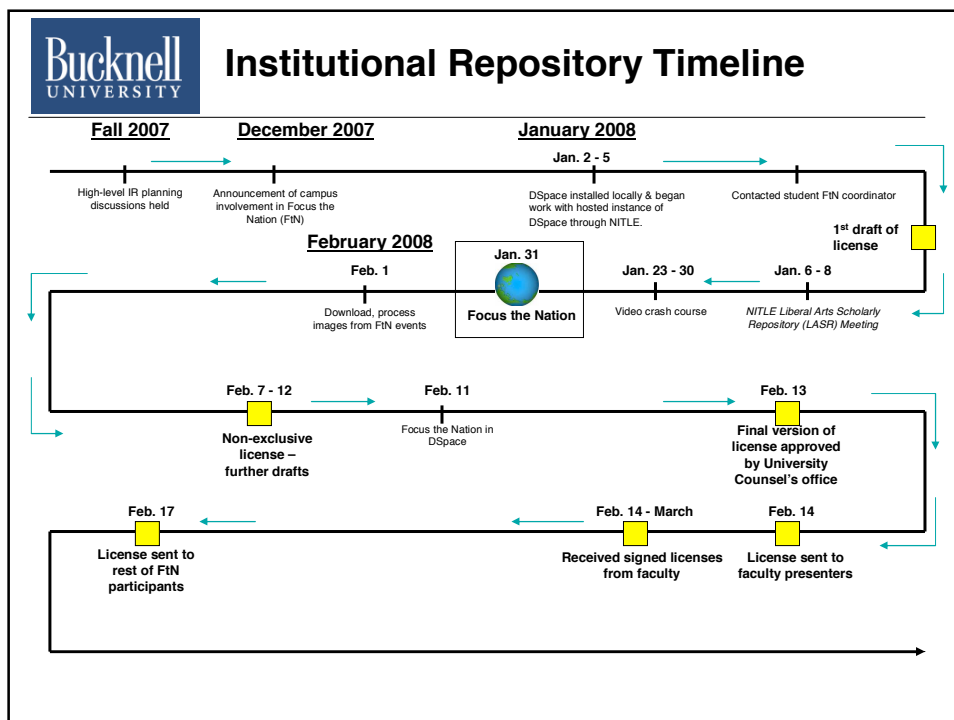 Bucknell
UNIVERSITY
Institutional Repository Timeline
Fall 2007
December 2007
January 2008
Jan. 2 - 5
High-level IR planning
discussions held
Announcement of campus
involvement in Focus the
Nation (FtN)
DSpace installed locally & began
work with hosted instance of
DSpace through NITLE.
Contacted student FtN coordinator
1st draft of
license
February 2008
Jan. 6 - 8
NITLE Liberal Arts Scholarly
Repository (LASR) Meeting
Jan. 23 - 30
Video crash course
Jan. 31
Focus the Nation
Feb. 1
Download, process
images from FtN events
Feb. 7 - 12
Non-exclusive
license –
further drafts
Feb. 11
Focus the Nation in
DSpace
Feb. 13
Final version of
license approved
by University
Counsel's office
Feb. 14
License sent to
faculty presenters
Feb. 14 - March
Received signed licenses
from faculty
Feb. 17
License sent to
rest of FtN
participants